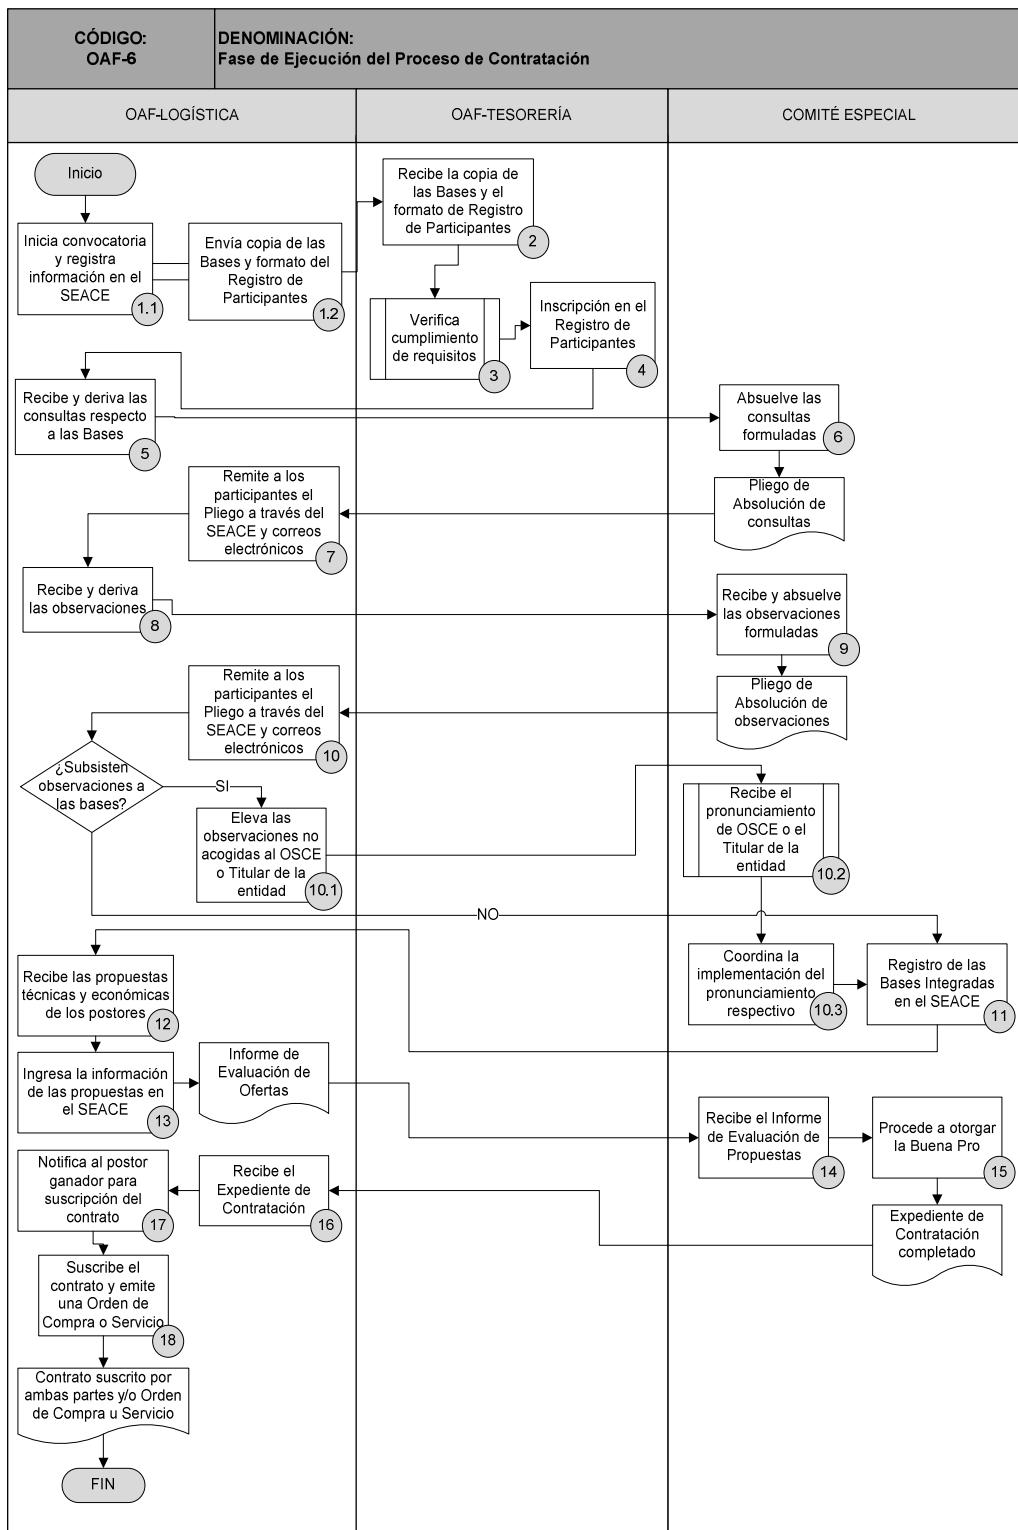 CÓDIGO:
OAF-6
DENOMINACIÓN:
Fase de Ejecución del Proceso de Contratación
OAF-LOGÍSTICA
OAF-TESORERÍA
COMITÉ ESPECIAL
Inicio
Inicia convocatoria
y registra
información en el
SEACE
1.1
Envía copia de las
Bases y formato del
Registro de
Participantes
1.2
Recibe la copia de
las Bases y el
formato de Registro
de Participantes
2
Verifica
cumplimiento
de requisitos
3
Inscripción en el
Registro de
Participantes
4
Recibe y deriva las
consultas respecto
a las Bases
5
Absuelve las
consultas
formuladas
6
Pliego de
Absolución de
consultas
Remite a los
participantes el
Pliego a través del
SEACE y correos
electrónicos
7
Recibe y deriva
las observaciones
8
Recibe y absuelve
las observaciones
formuladas
9
Pliego de
Absolución de
observaciones
Remite a los
participantes el
Pliego a través del
SEACE y correos
electrónicos
10
¿Subsisten
observaciones a
las bases?
SI
Eleva las
observaciones no
acogidas al OSCE
o Titular de la
entidad
10.1
Recibe el
pronunciamiento
de OSCE o el
Titular de la
entidad
10.2
NO
Coordina la
implementación del
pronunciamiento
respectivo
10.3
Registro de las
Bases Integradas
en el SEACE
11
Recibe las propuestas
técnicas y económicas
de los postores
12
Ingresa la información
de las propuestas en
el SEACE
13
Informe de
Evaluación de
Ofertas
Recibe el Informe
de Evaluación de
Propuestas
14
Procede a otorgar
la Buena Pro
15
Expediente de
Contratación
completado
Recibe el
Expediente de
Contratación
16
Notifica al postor
ganador para
suscripción del
contrato
17
Suscribe el
contrato y emite
una Orden de
Compra o Servicio
18
Contrato suscrito por
ambas partes y/o Orden
de Compra u Servicio
FIN